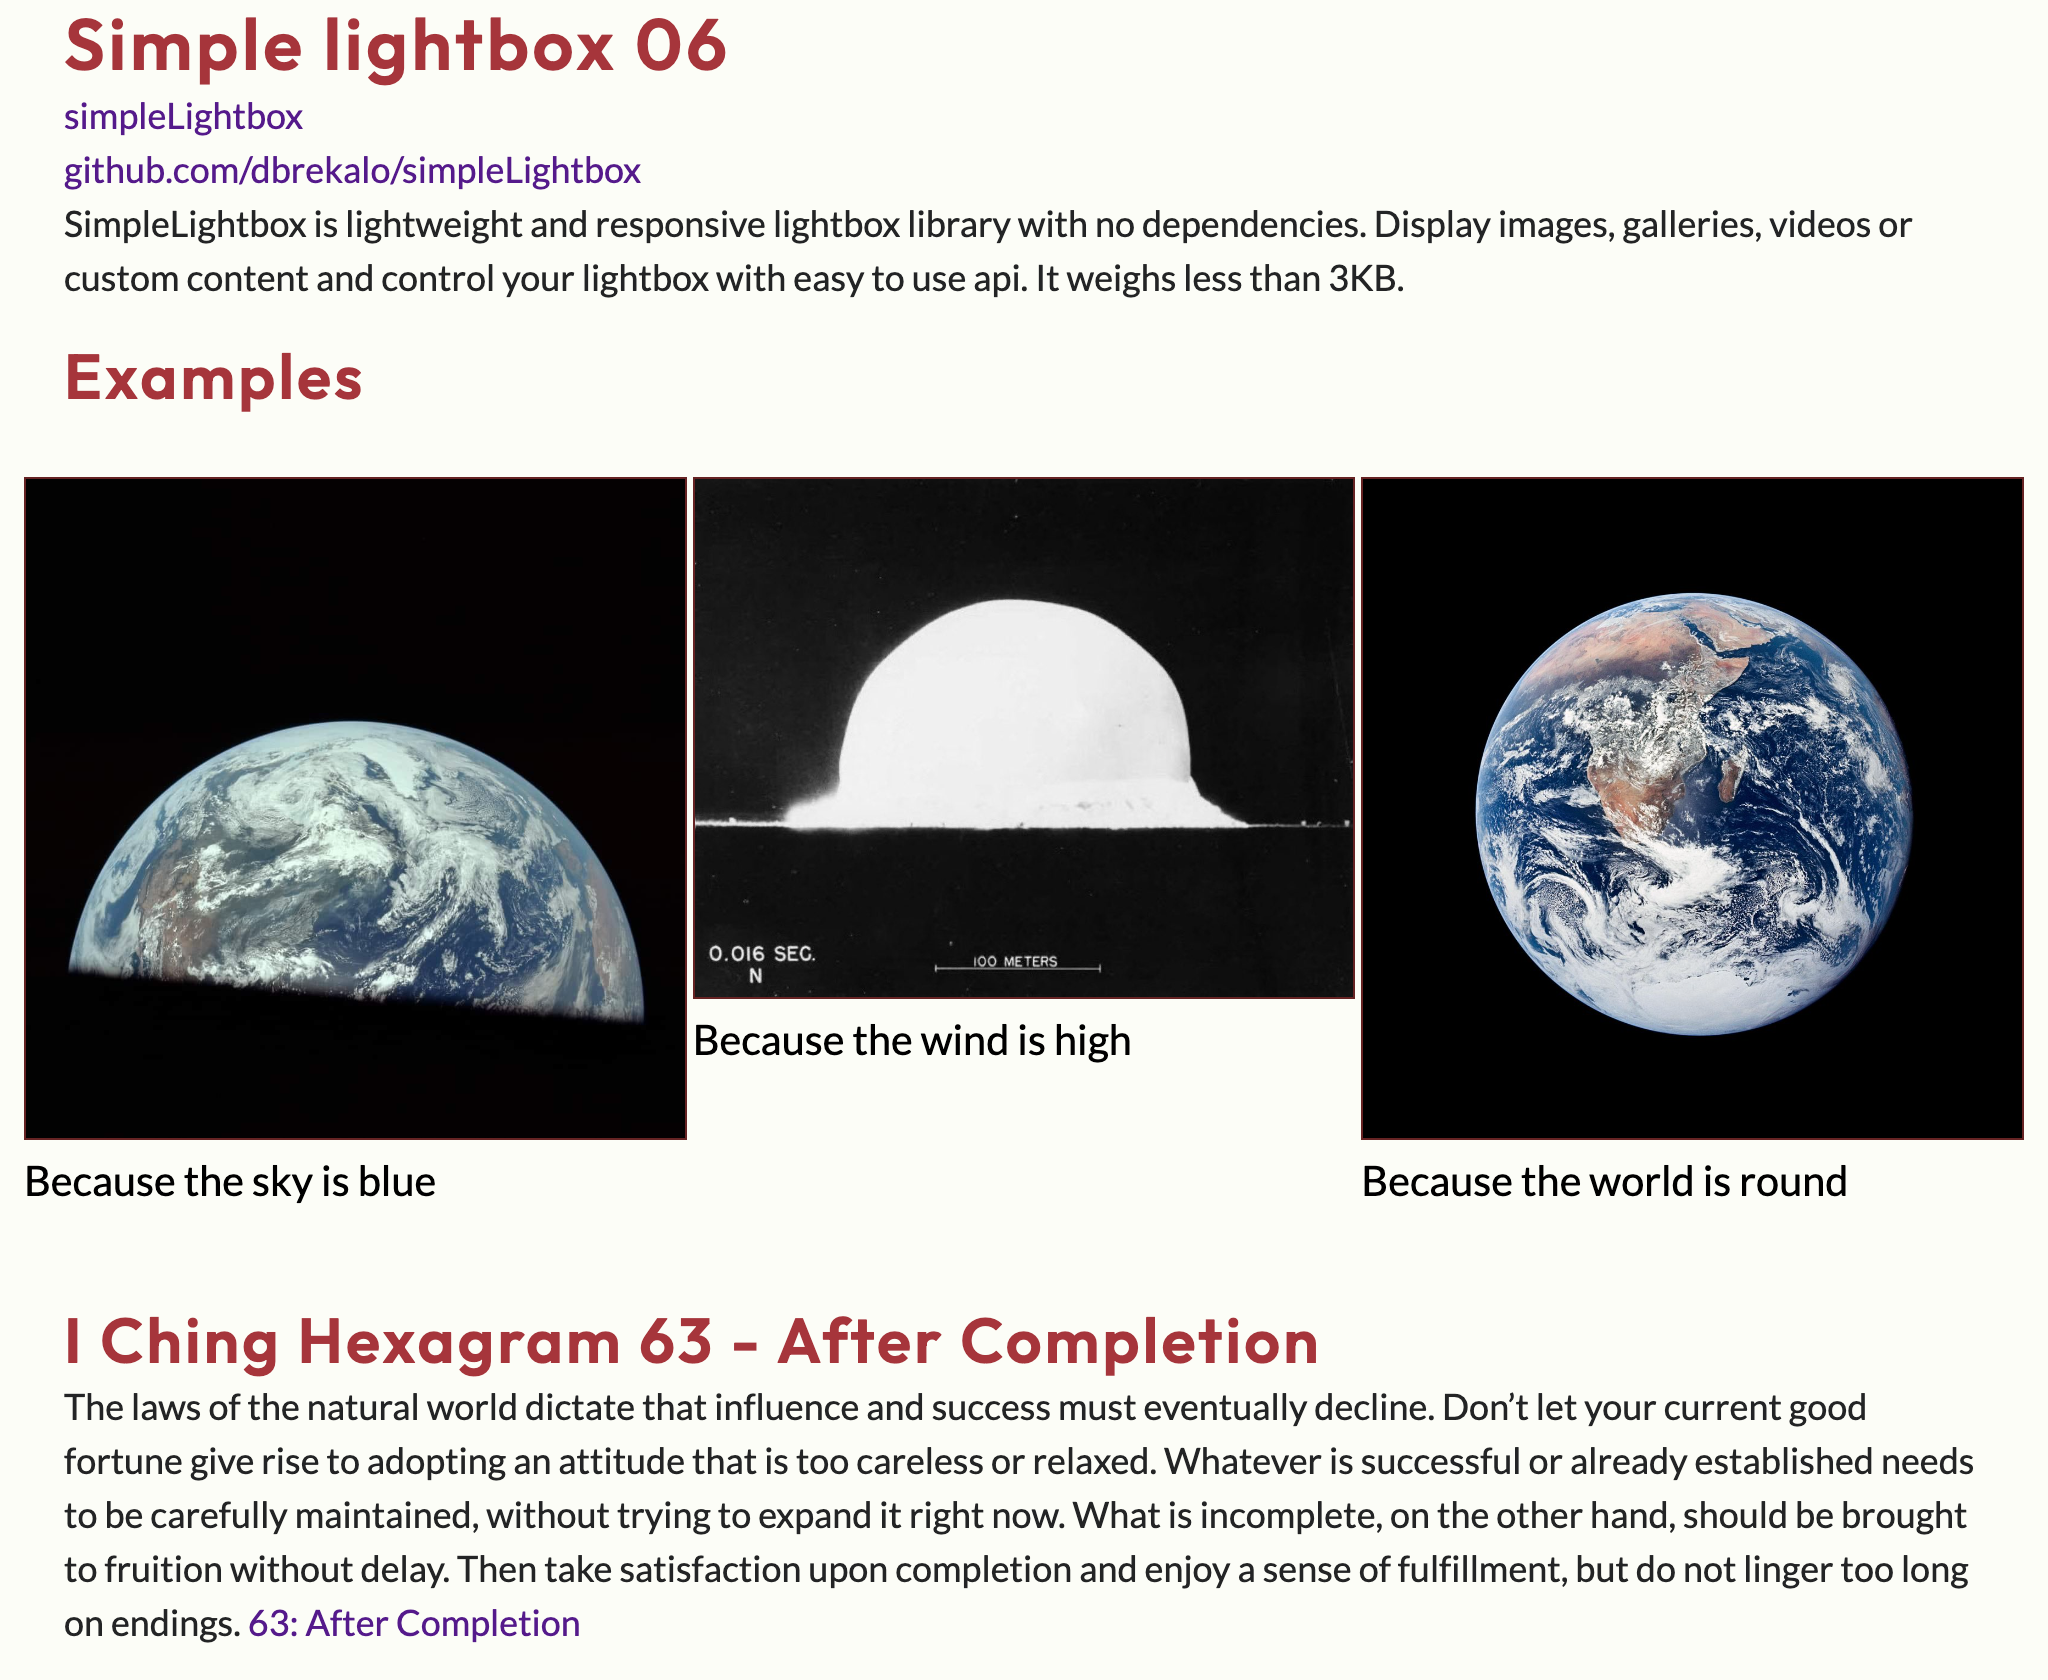 Simple lightbox 06
simpleLightbox
github.com/dbrekalo/simpleLightbox
SimpleLightbox is lightweight and responsive lightbox library with no dependencies. Display images, galleries, videos or
custom content and control your lightbox with easy to use api. It weighs less than 3KB.
Examples
0.016 SEC.
N
100 METERS
Because the sky is blue
Because the wind is high
Because the world is round
I Ching Hexagram 63 - After Completion
The laws of the natural world dictate that influence and success must eventually decline. Don’t let your current good
fortune give rise to adopting an attitude that is too careless or relaxed. Whatever is successful or already established needs
to be carefully maintained, without trying to expand it right now. What is incomplete, on the other hand, should be brought
to fruition without delay. Then take satisfaction upon completion and enjoy a sense of fulfillment, but do not linger too long
on endings. 63: After Completion